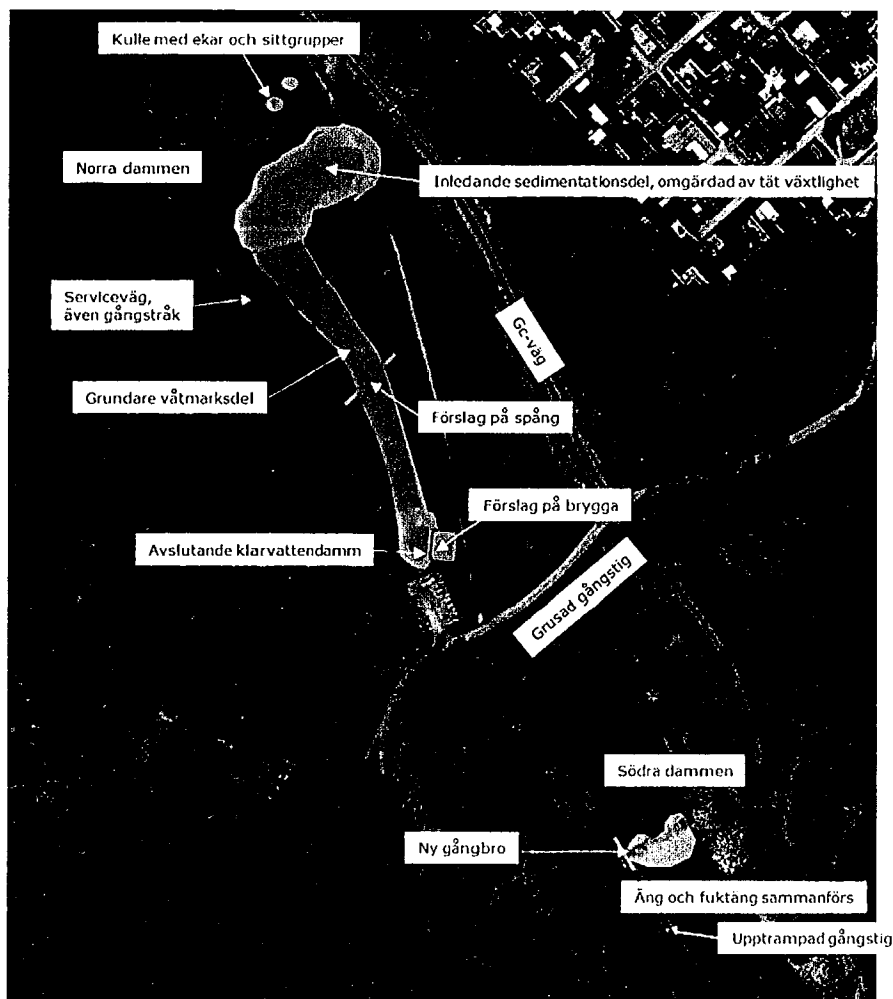 Kulle med ekar och sittgrupper
Norra dammen
Inledande sedimentationsdel, omgärdad av tät växtlighet
Serviceväg,
även gångstråk
Gc-väg
Grundare våtmarksdel
Förslag på spång
Förslag på brygga
Avslutande klarvattendamm
Grusad gångstig
Södra dammen
Ny gångbro
Äng och fuktäng sammanförs
Upptrampad gångstig